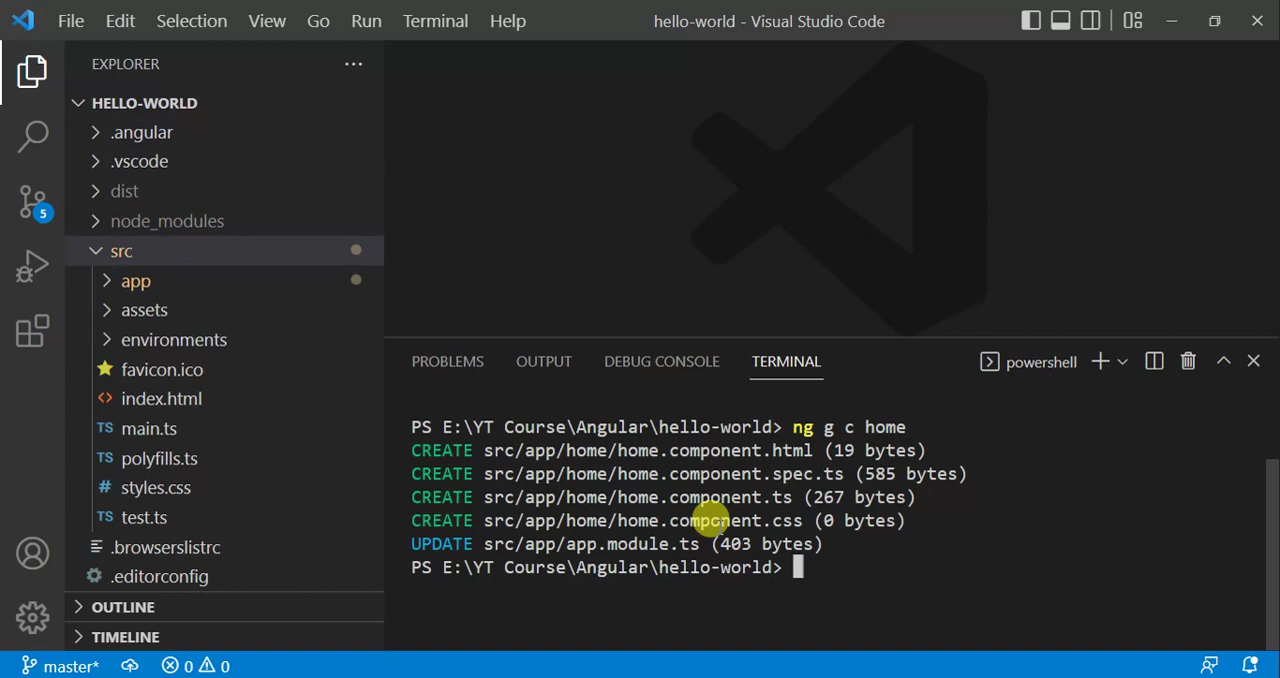 File Edit Selection View Go Run Terminal Help hello-world - Visual Studio Code
EXPLORER
HELLO-WORLD
.angular
.vscode
dist
node_modules
src
app
assets
environments
favicon.ico
index.html
main.ts
polyfills.ts
styles.css
test.ts
.browserslistrc
.editorconfig
OUTLINE
TIMELINE
5
PROBLEMS OUTPUT DEBUG CONSOLE TERMINAL powershell
PS E:\YT Course\Angular\hello-world> ng g c home
CREATE src/app/home/home.component.html (19 bytes)
CREATE src/app/home/home.component.spec.ts (585 bytes)
CREATE src/app/home/home.component.ts (267 bytes)
CREATE src/app/home/home.component.css (0 bytes)
UPDATE src/app/app.module.ts (403 bytes)
PS E:\YT Course\Angular\hello-world>
master* 0 0